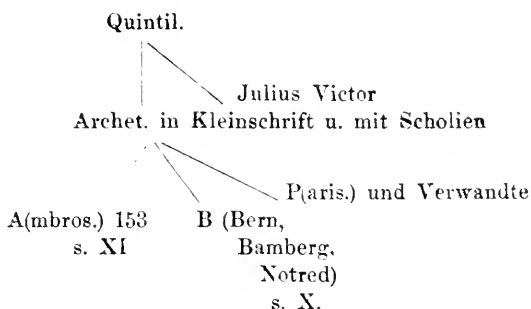 Quintil.
Julius Victor
Archet. in Kleinschrift u. mit Scholien
P(aris.) und Verwandte
A(mbros.) 153
s. XI
B (Bern,
Bamberg,
Notred)
s. X.